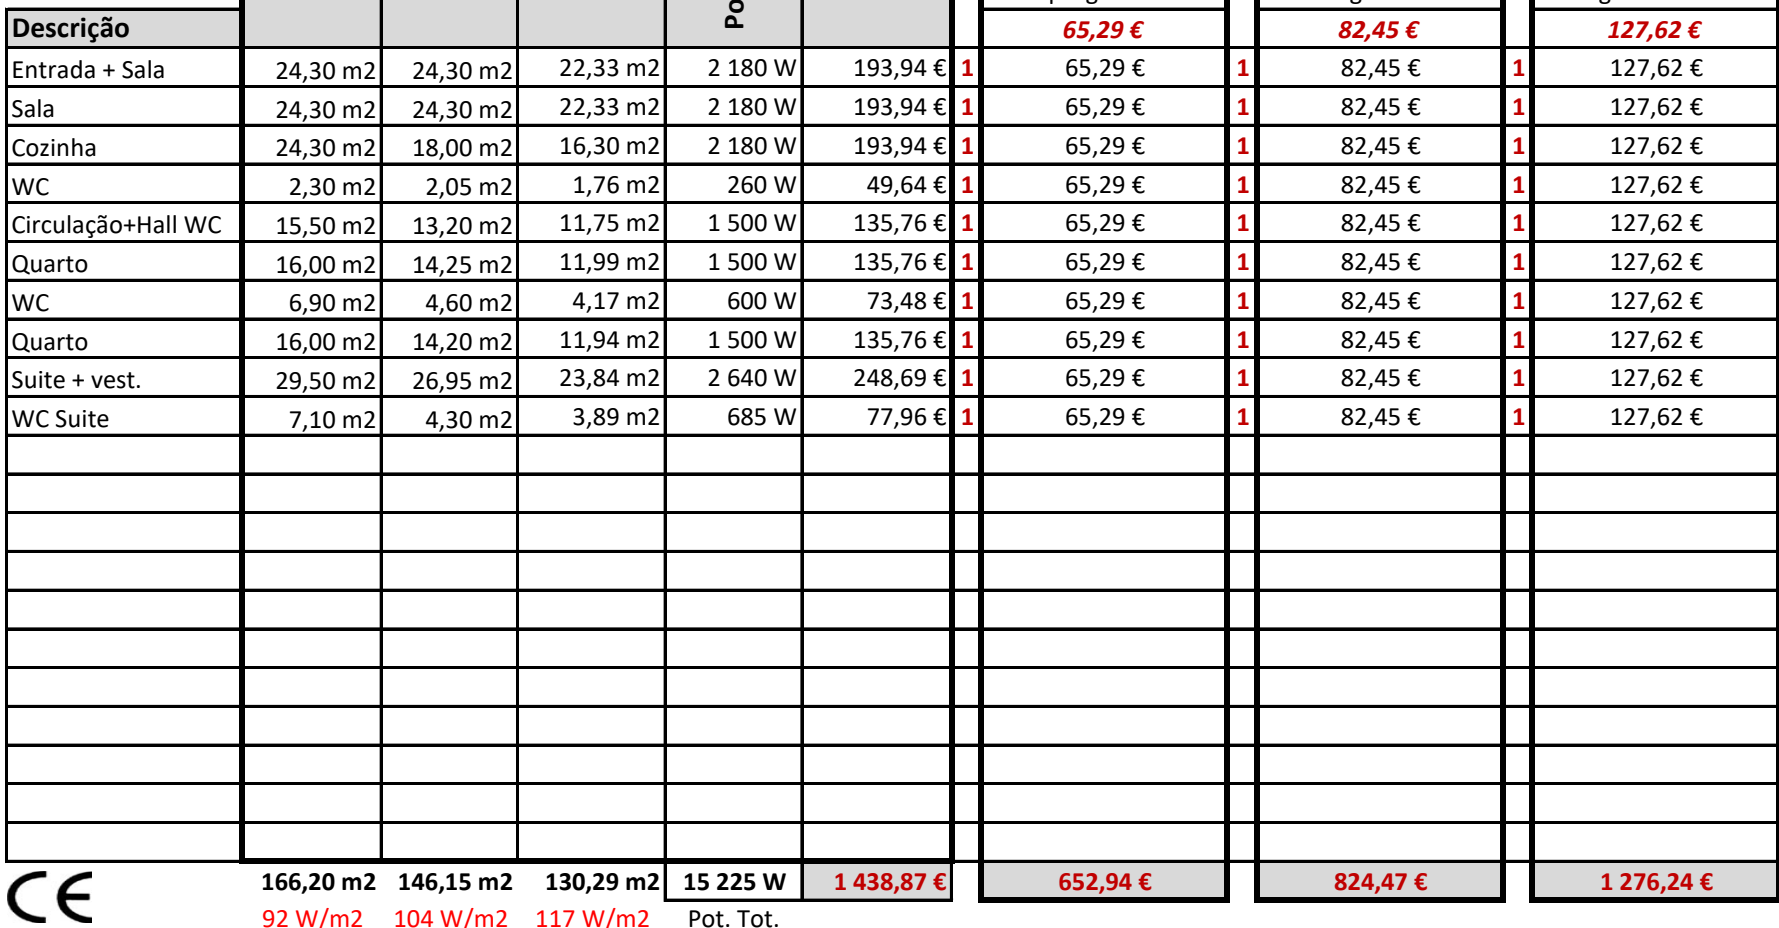 Po
Descrição 65,29 € 82,45 € 127,62 €
Entrada + Sala 24,30 m2 24,30 m2 22,33 m2 2 180 W 193,94 € 1 65,29 € 1 82,45 € 1 127,62 €
Sala 24,30 m2 24,30 m2 22,33 m2 2 180 W 193,94 € 1 65,29 € 1 82,45 € 1 127,62 €
Cozinha 24,30 m2 18,00 m2 16,30 m2 2 180 W 193,94 € 1 65,29 € 1 82,45 € 1 127,62 €
WC 2,30 m2 2,05 m2 1,76 m2 260 W 49,64 € 1 65,29 € 1 82,45 € 1 127,62 €
Circulação+Hall WC 15,50 m2 13,20 m2 11,75 m2 1 500 W 135,76 € 1 65,29 € 1 82,45 € 1 127,62 €
Quarto 16,00 m2 14,25 m2 11,99 m2 1 500 W 135,76 € 1 65,29 € 1 82,45 € 1 127,62 €
WC 6,90 m2 4,60 m2 4,17 m2 600 W 73,48 € 1 65,29 € 1 82,45 € 1 127,62 €
Quarto 16,00 m2 14,20 m2 11,94 m2 1 500 W 135,76 € 1 65,29 € 1 82,45 € 1 127,62 €
Suite + vest. 29,50 m2 26,95 m2 23,84 m2 2 640 W 248,69 € 1 65,29 € 1 82,45 € 1 127,62 €
WC Suite 7,10 m2 4,30 m2 3,89 m2 685 W 77,96 € 1 65,29 € 1 82,45 € 1 127,62 €
CE 166,20 m2 146,15 m2 130,29 m2 15 225 W 1 438,87 € 652,94 € 824,47 € 1 276,24 €
92 W/m2 104 W/m2 117 W/m2 Pot. Tot.